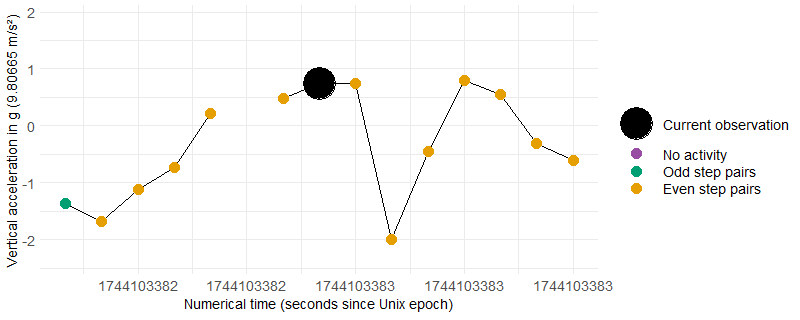 Vertical acceleration in g (9.80665 m/s²)
2
1
0
-1
-2
1744103382
1744103382
1744103383
1744103383
1744103383
Numerical time (seconds since Unix epoch)
Current observation
No activity
Odd step pairs
Even step pairs